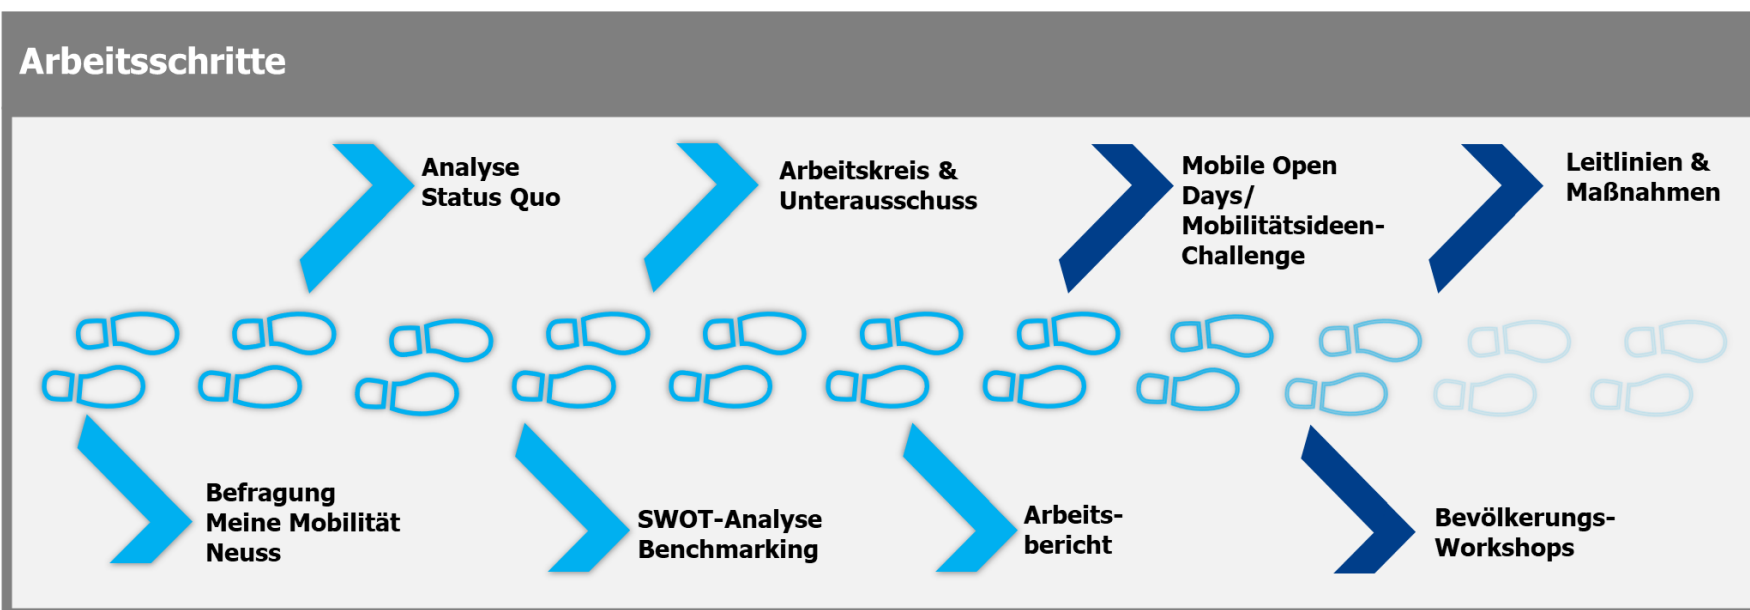 Arbeitsschritte
Analyse
Status Quo
Arbeitskreis &
Unterausschuss
Mobile Open
Days/
Mobilitätsideen-
Challenge
Leitlinien &
Maßnahmen
Befragung
Meine Mobilität
Neuss
SWOT-Analyse
Benchmarking
Arbeits-
bericht
Bevölkerungs-
Workshops